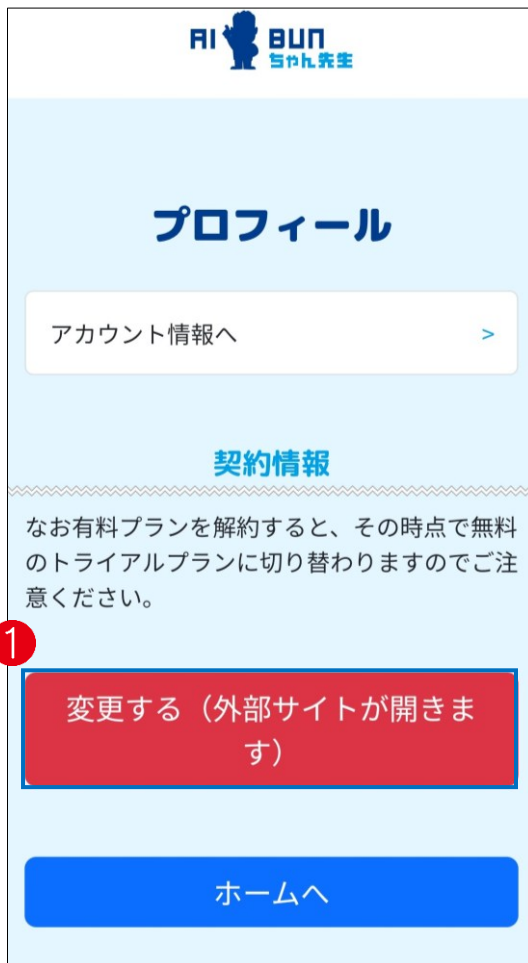 AI BUN
ちゃん先生
プロフィール
アカウント情報へ >
契約情報
なお有料プランを解約すると、その時点で無料
のトライアルプランに切り替わりますのでご注
意ください。
1
変更する（外部サイトが開きま
す）
ホームへ